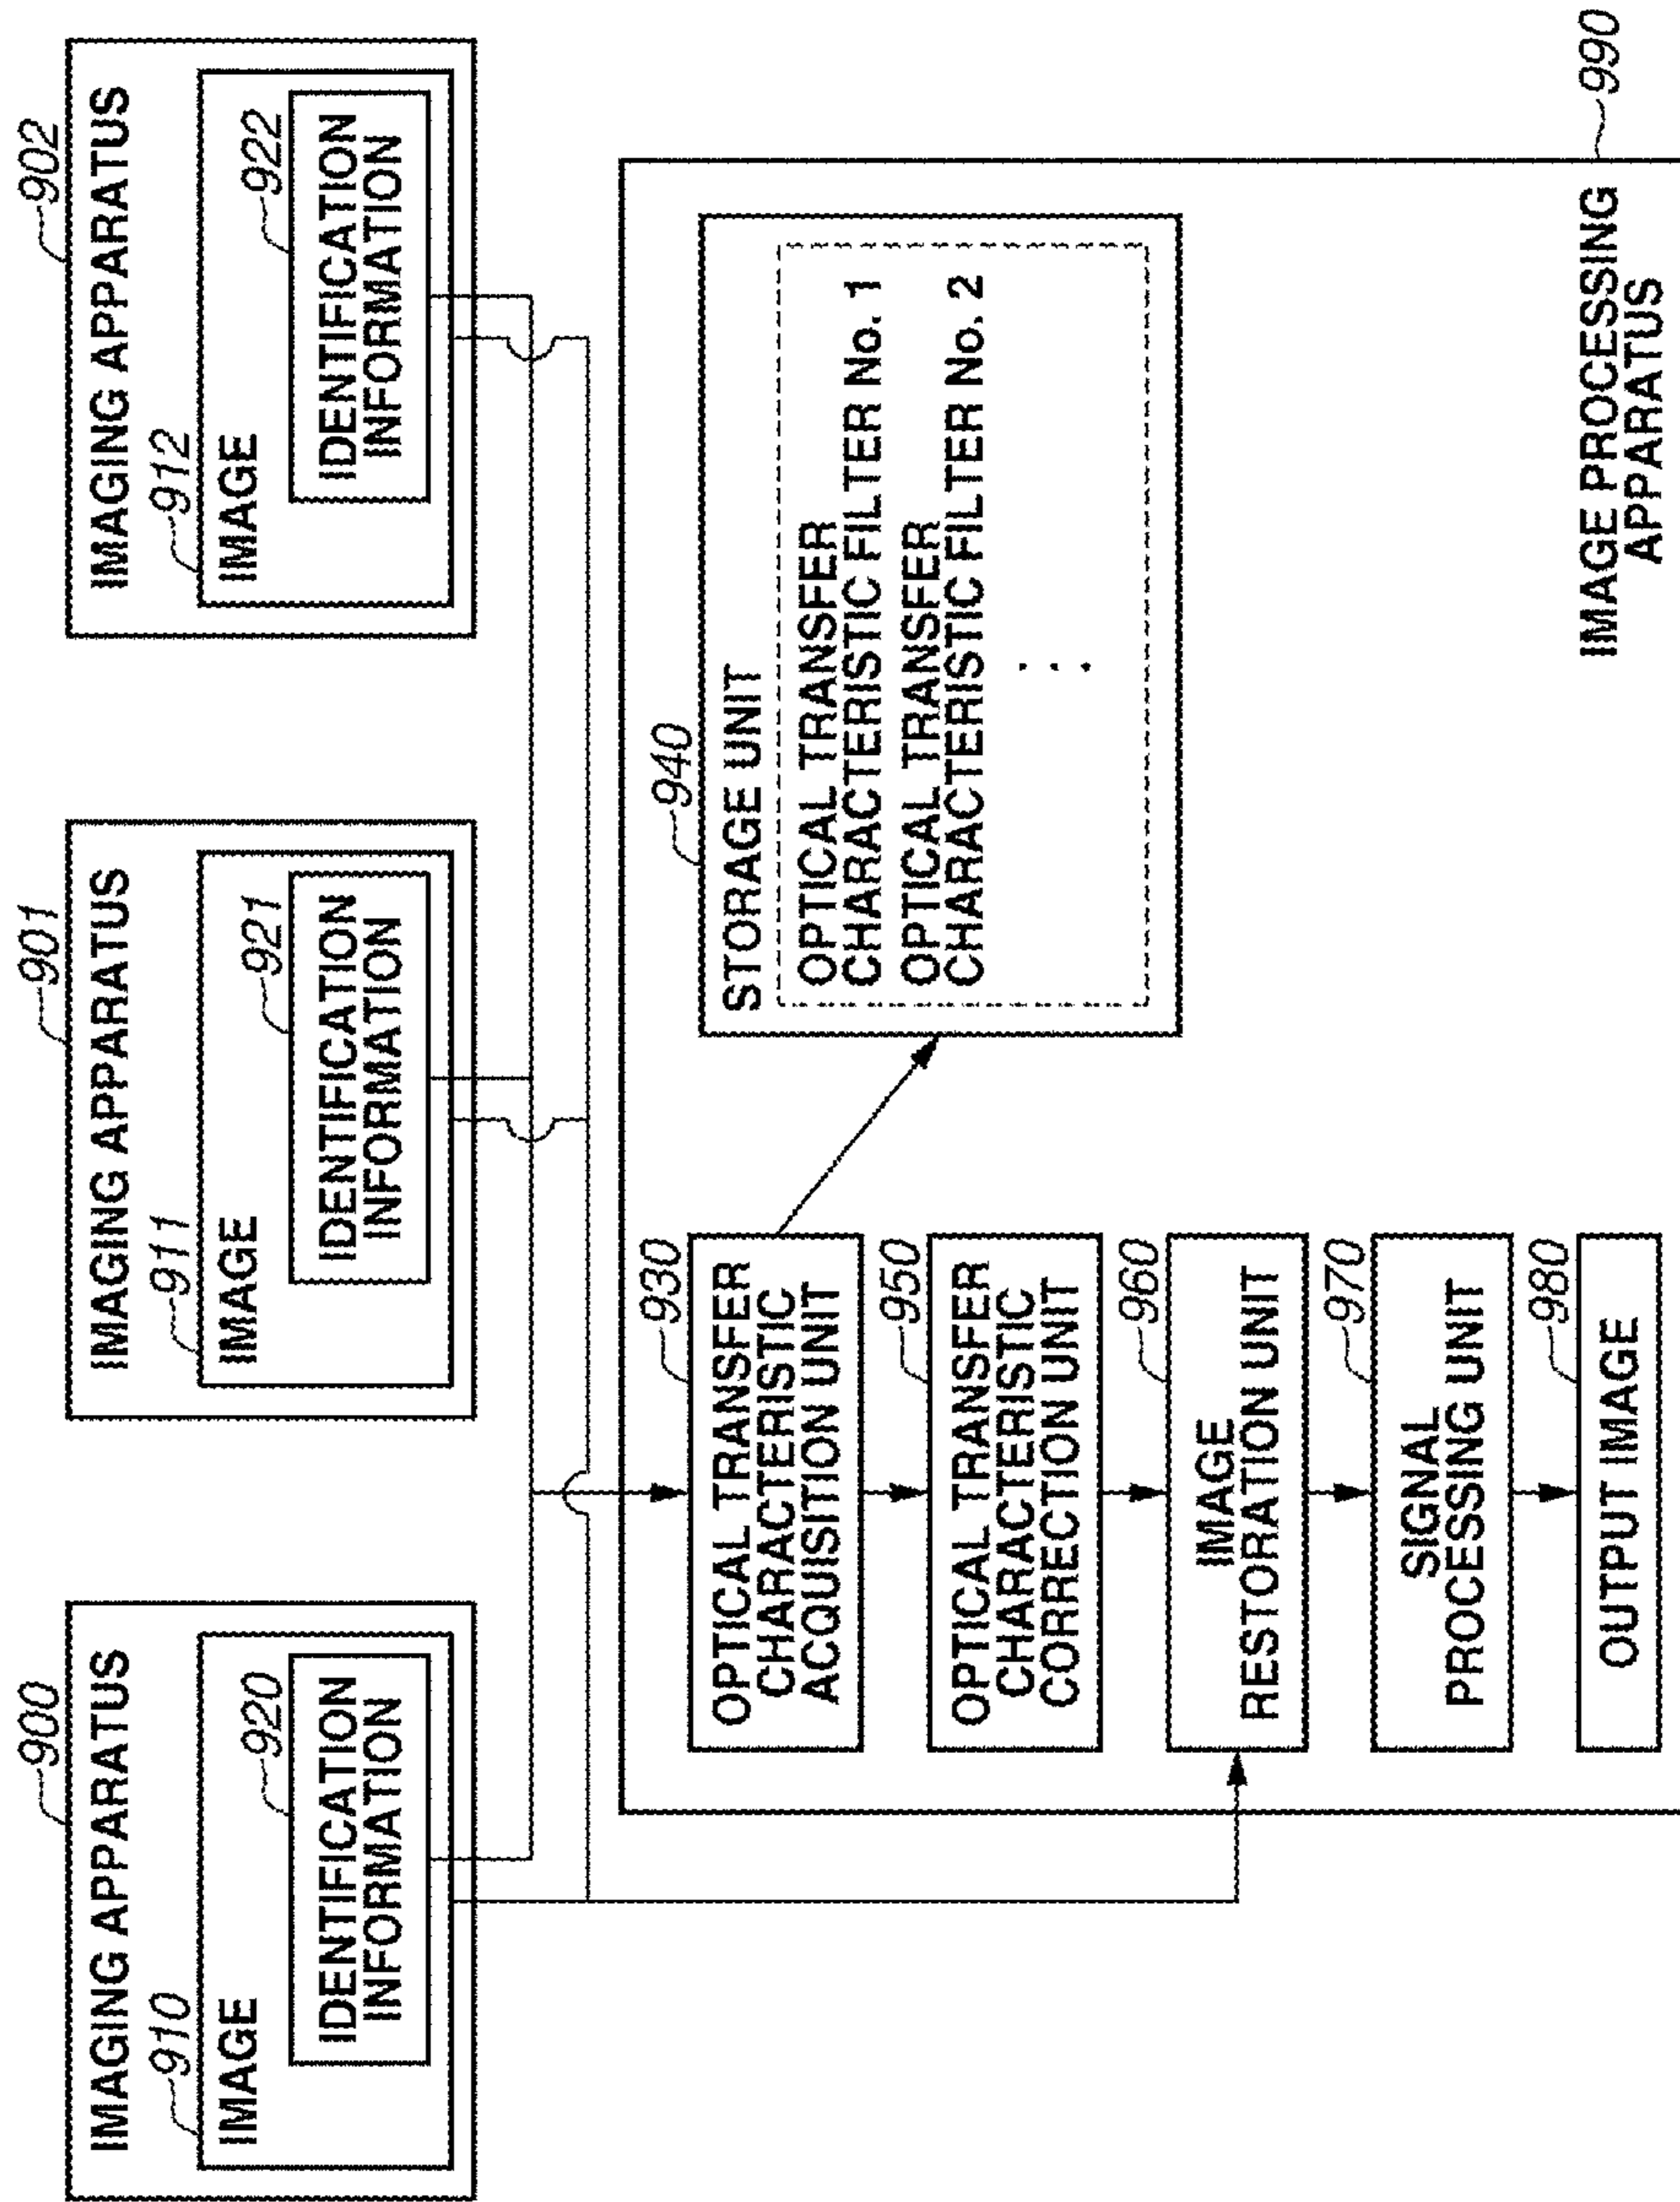 900
IMAGING APPARATUS
910
IMAGE
920
IDENTIFICATION
INFORMATION
901
IMAGING APPARATUS
911
IMAGE
921
IDENTIFICATION
INFORMATION
902
IMAGING APPARATUS
912
IMAGE
922
IDENTIFICATION
INFORMATION
930
OPTICAL TRANSFER
CHARACTERISTIC
ACQUISITION UNIT
940
STORAGE UNIT
OPTICAL TRANSFER
CHARACTERISTIC FILTER No. 1
OPTICAL TRANSFER
CHARACTERISTIC FILTER No. 2
. . .
950
OPTICAL TRANSFER
CHARACTERISTIC
CORRECTION UNIT
960
IMAGE
RESTORATION UNIT
970
SIGNAL
PROCESSING UNIT
980
OUTPUT IMAGE
IMAGE PROCESSING
APPARATUS
990